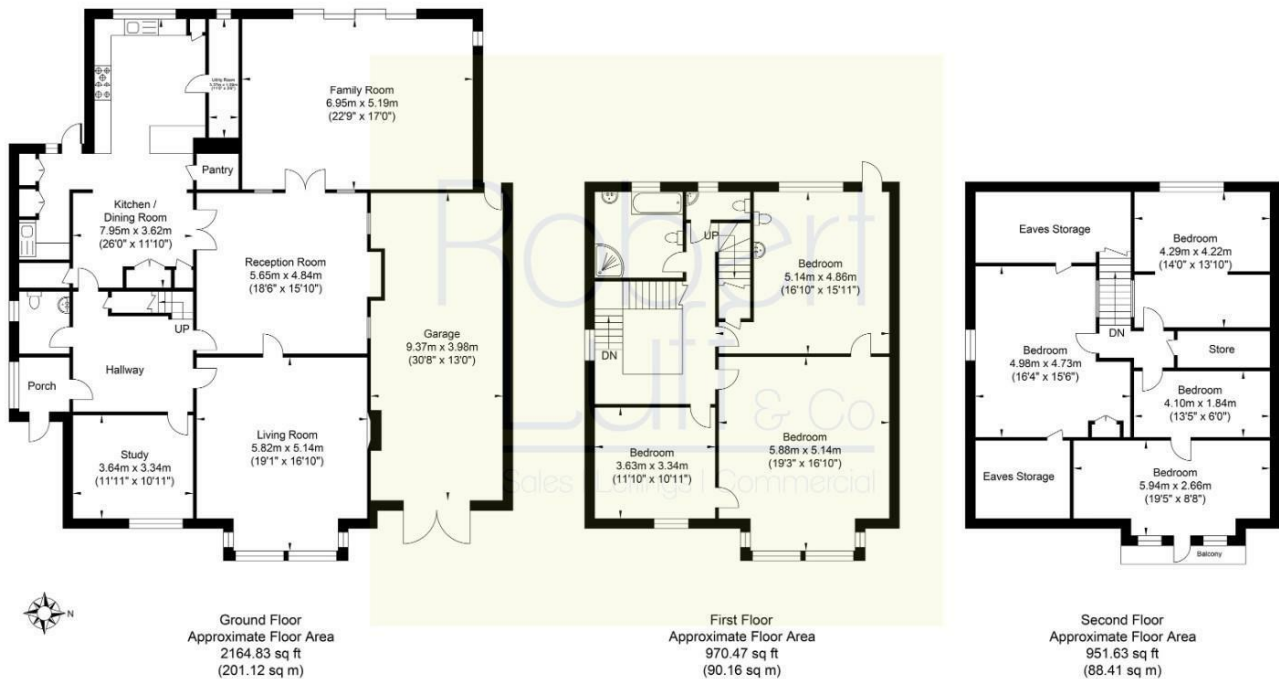 Utility Room
Family Room
6.95m x 5.19m
(22'9" x 17'0")
Pantry
Kitchen /
Dining Room
7.95m x 3.62m
(26'0" x 11'10")
Reception Room
5.65m x 4.84m
(18'6" x 15'10")
UP
Garage
9.37m x 3.98m
(30'8" x 13'0")
Hallway
Porch
Living Room
5.82m x 5.14m
(19'1" x 16'10")
Study
3.64m x 3.34m
(11'11" x 10'11")
N
Ground Floor
Approximate Floor Area
2164.83 sq ft
(201.12 sq m)
UP
Bedroom
5.14m x 4.86m
(16'10" x 15'11")
DN
Bedroom
3.63m x 3.34m
(11'10" x 10'11")
Bedroom
5.88m x 5.14m
(19'3" x 16'10")
Robert
Luff
& Co
Sales | Lettings | Commercial
First Floor
Approximate Floor Area
970.47 sq ft
(90.16 sq m)
Eaves Storage
Bedroom
4.29m x 4.22m
(14'0" x 13'10")
DN
Store
Bedroom
4.98m x 4.73m
(16'4" x 15'6")
Bedroom
4.10m x 1.84m
(13'5" x 6'0")
Eaves Storage
Bedroom
5.94m x 2.66m
(19'5" x 8'8")
Balcony
Second Floor
Approximate Floor Area
951.63 sq ft
(88.41 sq m)